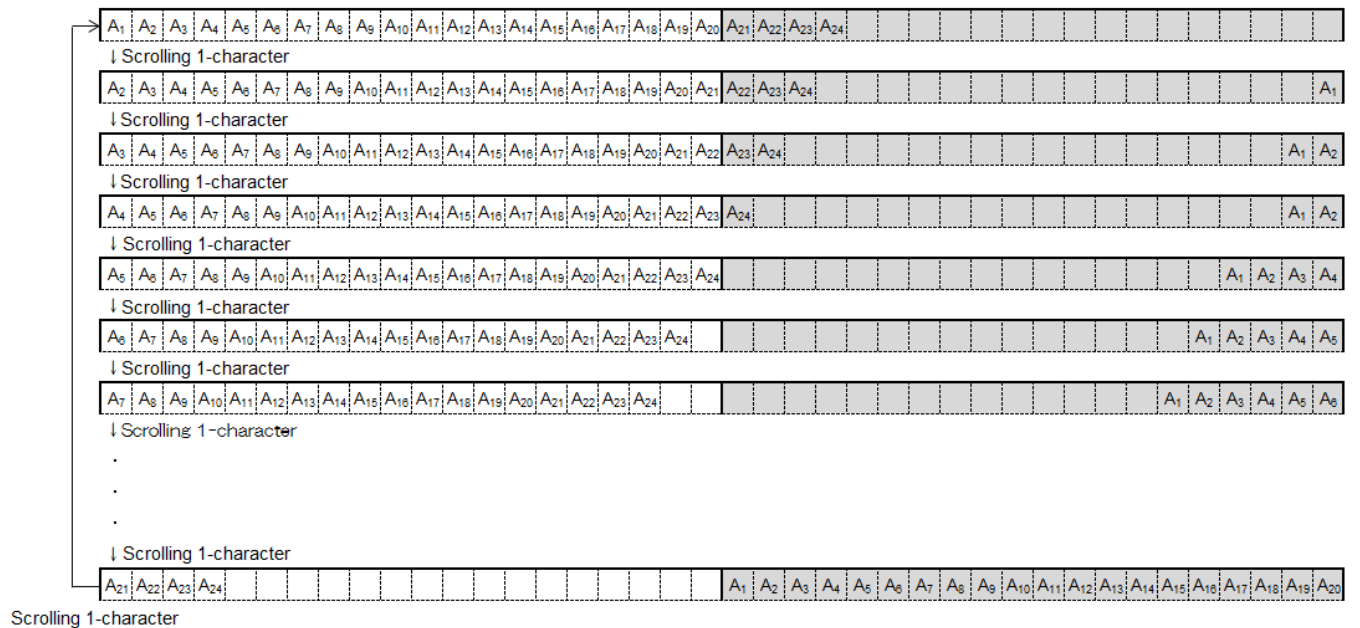 A1 A2 A3 A4 A5 A6 A7 A8 A9 A10 A11 A12 A13 A14 A15 A16 A17 A18 A19 A20 A21 A22 A23 A24
↓ Scrolling 1-character
A2 A3 A4 A5 A6 A7 A8 A9 A10 A11 A12 A13 A14 A15 A16 A17 A18 A19 A20 A21 A22 A23 A24 A1
↓ Scrolling 1-character
A3 A4 A5 A6 A7 A8 A9 A10 A11 A12 A13 A14 A15 A16 A17 A18 A19 A20 A21 A22 A23 A24 A1 A2
↓ Scrolling 1-character
A4 A5 A6 A7 A8 A9 A10 A11 A12 A13 A14 A15 A16 A17 A18 A19 A20 A21 A22 A23 A24 A1 A2
↓ Scrolling 1-character
A5 A6 A7 A8 A9 A10 A11 A12 A13 A14 A15 A16 A17 A18 A19 A20 A21 A22 A23 A24 A1 A2 A3 A4
↓ Scrolling 1-character
A6 A7 A8 A9 A10 A11 A12 A13 A14 A15 A16 A17 A18 A19 A20 A21 A22 A23 A24 A1 A2 A3 A4 A5
↓ Scrolling 1-character
A7 A8 A9 A10 A11 A12 A13 A14 A15 A16 A17 A18 A19 A20 A21 A22 A23 A24 A1 A2 A3 A4 A5 A6
↓ Scrolling 1-character
.
.
.
↓ Scrolling 1-character
A21 A22 A23 A24 A1 A2 A3 A4 A5 A6 A7 A8 A9 A10 A11 A12 A13 A14 A15 A16 A17 A18 A19 A20
Scrolling 1-character